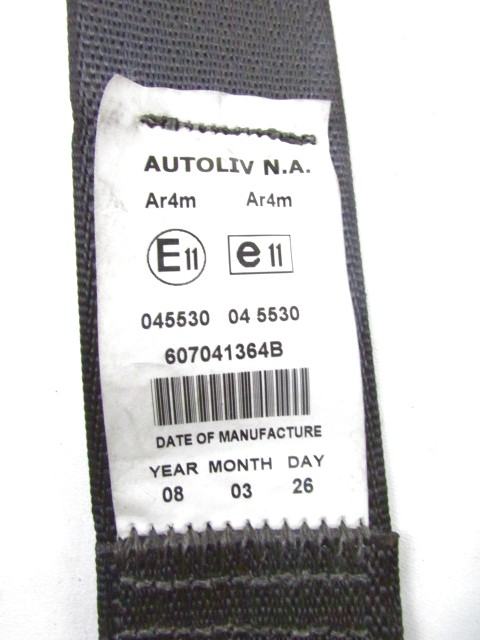 AUTOLIV N.A.
Ar4m Ar4m
E11 e11
045530 04 5530
607041364B
DATE OF MANUFACTURE
YEAR MONTH DAY
08 03 26